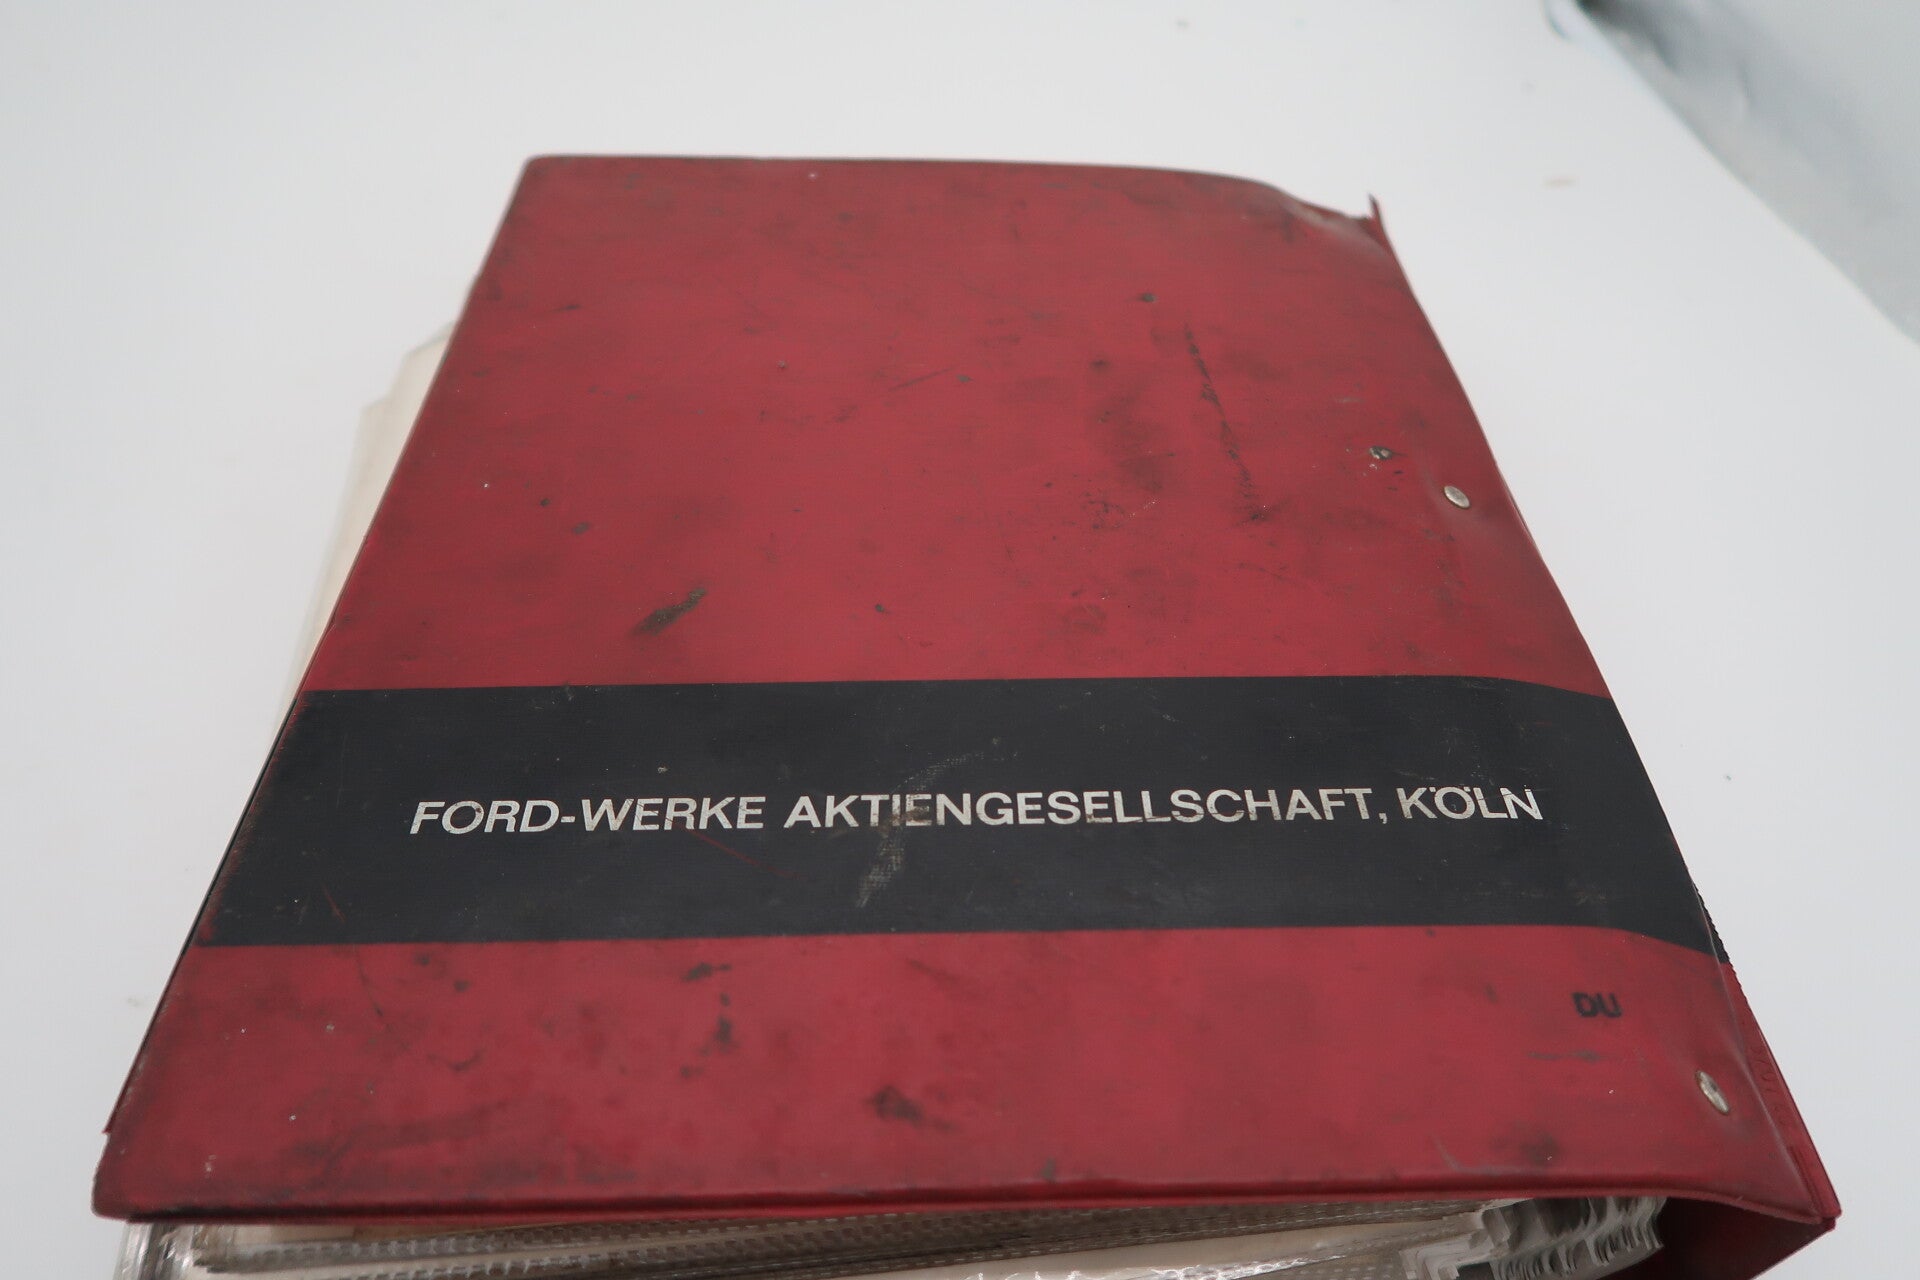 FORD-WERKE AKTIENGESELLSCHAFT, KÖLN
DU